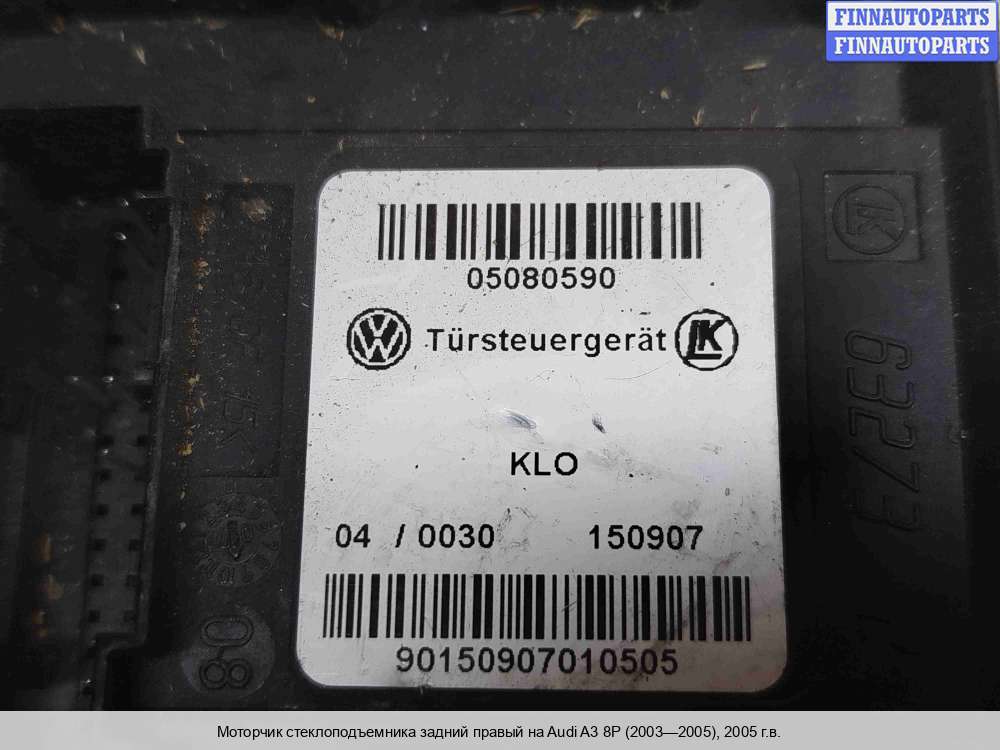 FINNAUTOPARTS
FINNAUTOPARTS
05080590
Türsteuergerät
KLO
04 / 0030 150907
90150907010505
63273
08
Моторчик стеклоподъемника задний правый на Audi A3 8P (2003—2005), 2005 г.в.